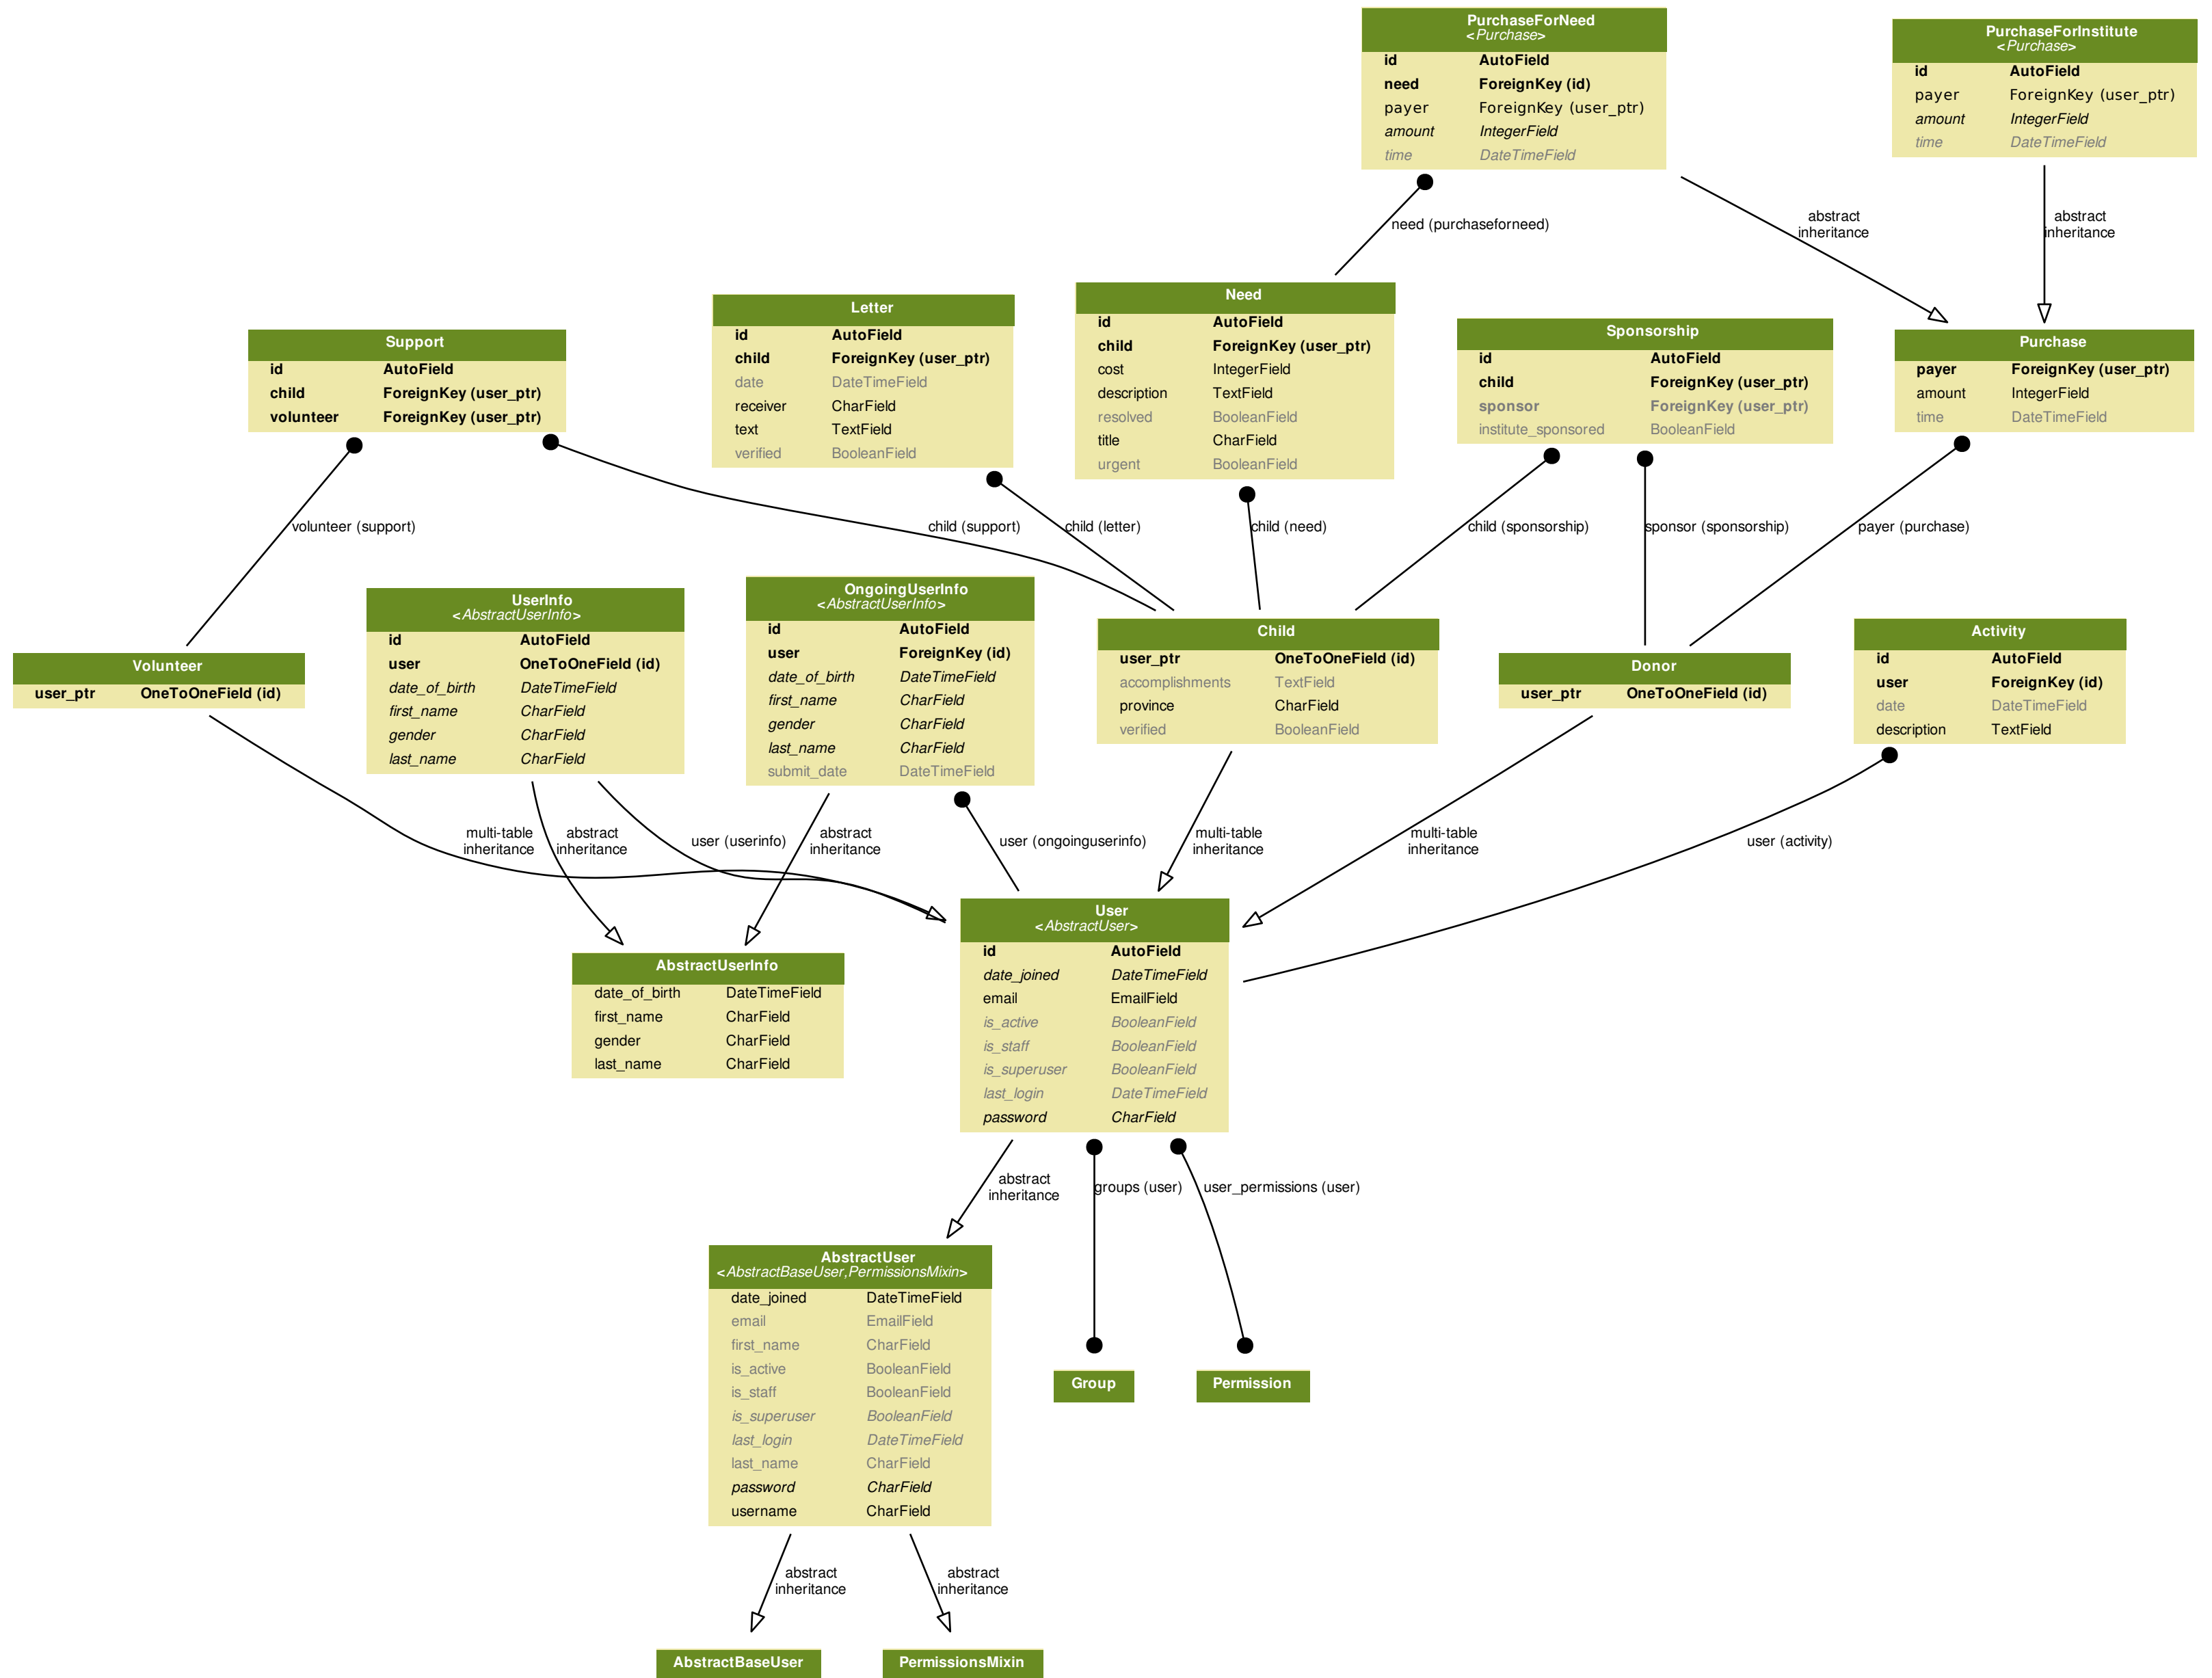 PurchaseForNeed
<Purchase>
id AutoField
need ForeignKey (id)
payer ForeignKey (user_ptr)
amount IntegerField
time DateTimeField
PurchaseForInstitute
<Purchase>
id AutoField
payer ForeignKey (user_ptr)
amount IntegerField
time DateTimeField
need (purchaseforneed)
abstract
inheritance
abstract
inheritance
Support
id AutoField
child ForeignKey (user_ptr)
volunteer ForeignKey (user_ptr)
Letter
id AutoField
child ForeignKey (user_ptr)
date DateTimeField
receiver CharField
text TextField
verified BooleanField
Need
id AutoField
child ForeignKey (user_ptr)
cost IntegerField
description TextField
resolved BooleanField
title CharField
urgent BooleanField
Sponsorship
id AutoField
child ForeignKey (user_ptr)
sponsor ForeignKey (user_ptr)
institute_sponsored BooleanField
Purchase
payer ForeignKey (user_ptr)
amount IntegerField
time DateTimeField
volunteer (support)
child (support)
child (letter)
child (need)
child (sponsorship)
sponsor (sponsorship)
payer (purchase)
Volunteer
user_ptr OneToOneField (id)
UserInfo
<AbstractUserInfo>
id AutoField
user OneToOneField (id)
date_of_birth DateTimeField
first_name CharField
gender CharField
last_name CharField
OngoingUserInfo
<AbstractUserInfo>
id AutoField
user ForeignKey (id)
date_of_birth DateTimeField
first_name CharField
gender CharField
last_name CharField
submit_date DateTimeField
Child
user_ptr OneToOneField (id)
accomplishments TextField
province CharField
verified BooleanField
Donor
user_ptr OneToOneField (id)
Activity
id AutoField
user ForeignKey (id)
date DateTimeField
description TextField
multi-table
inheritance
abstract
inheritance
user (userinfo)
abstract
inheritance
user (ongoinguserinfo)
multi-table
inheritance
multi-table
inheritance
user (activity)
AbstractUserInfo
date_of_birth DateTimeField
first_name CharField
gender CharField
last_name CharField
User
<AbstractUser>
id AutoField
date_joined DateTimeField
email EmailField
is_active BooleanField
is_staff BooleanField
is_superuser BooleanField
last_login DateTimeField
password CharField
abstract
inheritance
groups (user)
user_permissions (user)
AbstractUser
<AbstractBaseUser,PermissionsMixin>
date_joined DateTimeField
email EmailField
first_name CharField
is_active BooleanField
is_staff BooleanField
is_superuser BooleanField
last_login DateTimeField
last_name CharField
password CharField
username CharField
Group
Permission
abstract
inheritance
abstract
inheritance
AbstractBaseUser
PermissionsMixin